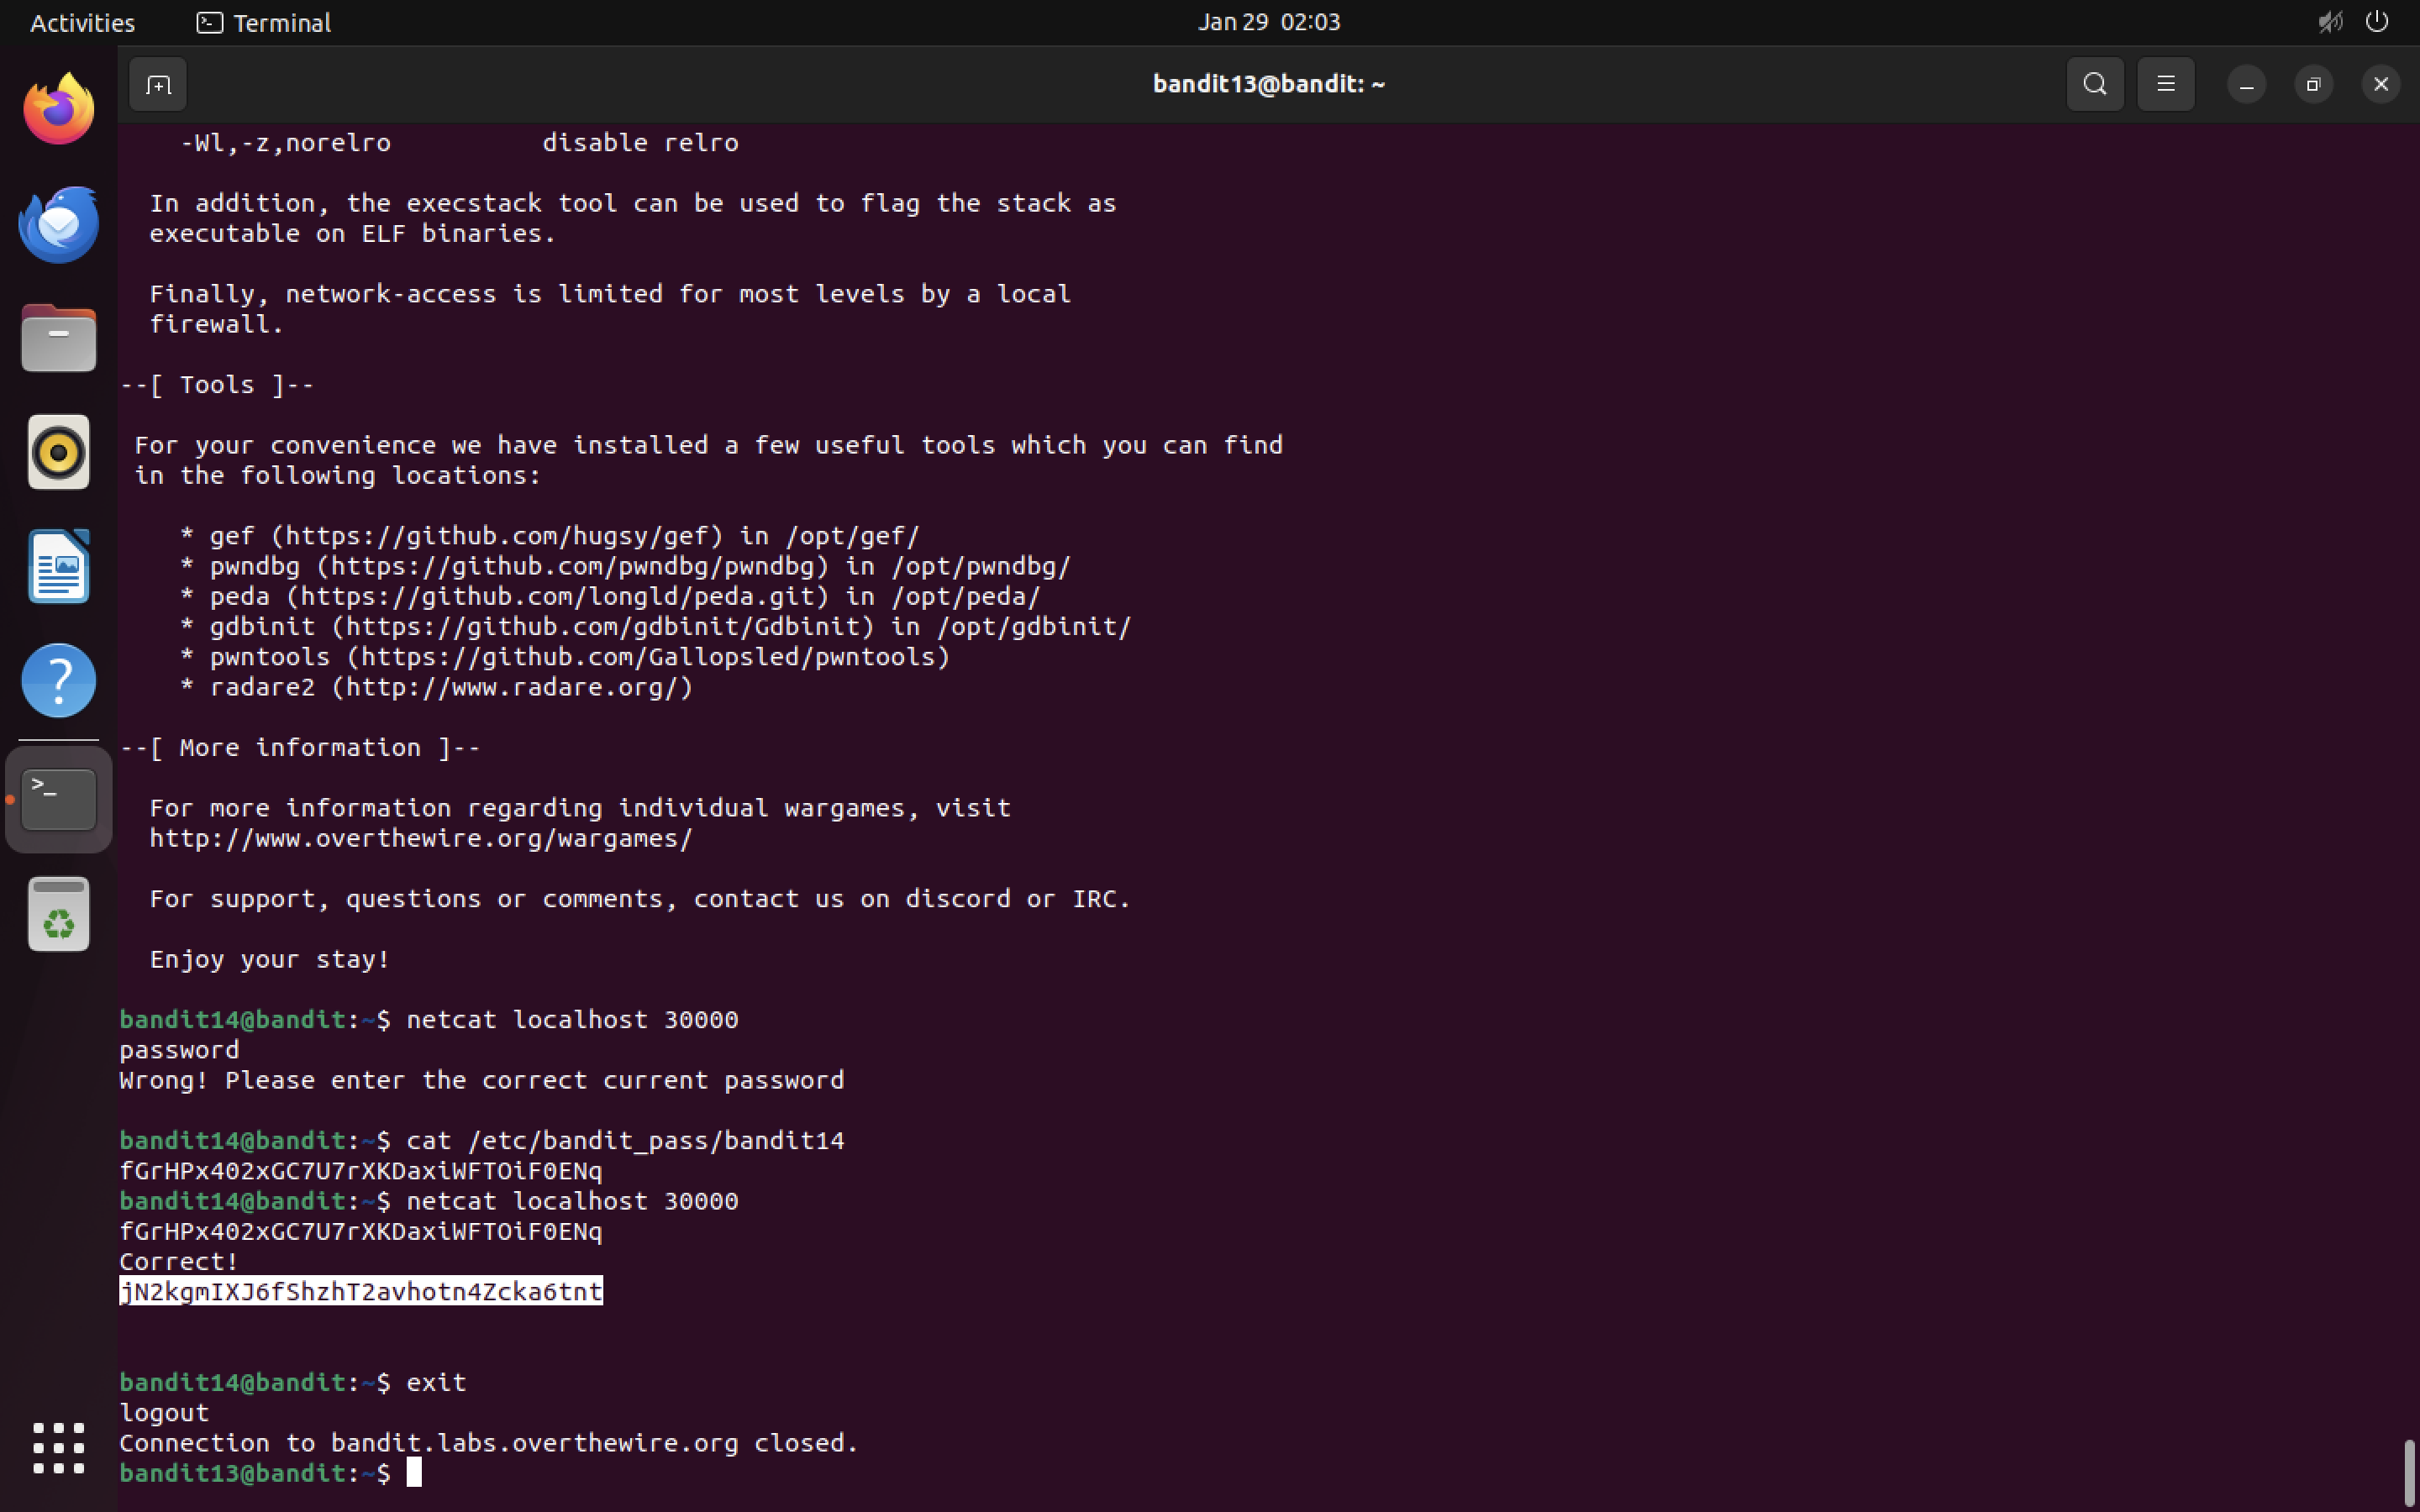 Activities
Terminal
Jan 29 02:03
bandit13@bandit: ~
-Wl,-z,norelro          disable relro
In addition, the execstack tool can be used to flag the stack as
executable on ELF binaries.
Finally, network-access is limited for most levels by a local
firewall.
--[ Tools ]--
For your convenience we have installed a few useful tools which you can find
in the following locations:
* gef (https://github.com/hugsy/gef) in /opt/gef/
* pwndbg (https://github.com/pwndbg/pwndbg) in /opt/pwndbg/
* peda (https://github.com/longld/peda.git) in /opt/peda/
* gdbinit (https://github.com/gdbinit/Gdbinit) in /opt/gdbinit/
* pwntools (https://github.com/Gallopsled/pwntools)
* radare2 (http://www.radare.org/)
--[ More information ]--
For more information regarding individual wargames, visit
http://www.overthewire.org/wargames/
For support, questions or comments, contact us on discord or IRC.
Enjoy your stay!
bandit14@bandit:~$ netcat localhost 30000
password
Wrong! Please enter the correct current password
bandit14@bandit:~$ cat /etc/bandit_pass/bandit14
fGrHPx402xGC7U7rXKDaxiWFTOiF0ENq
bandit14@bandit:~$ netcat localhost 30000
fGrHPx402xGC7U7rXKDaxiWFTOiF0ENq
Correct!
jN2kgmIXJ6fShzhT2avhotn4Zcka6tnt
bandit14@bandit:~$ exit
logout
Connection to bandit.labs.overthewire.org closed.
bandit13@bandit:~$